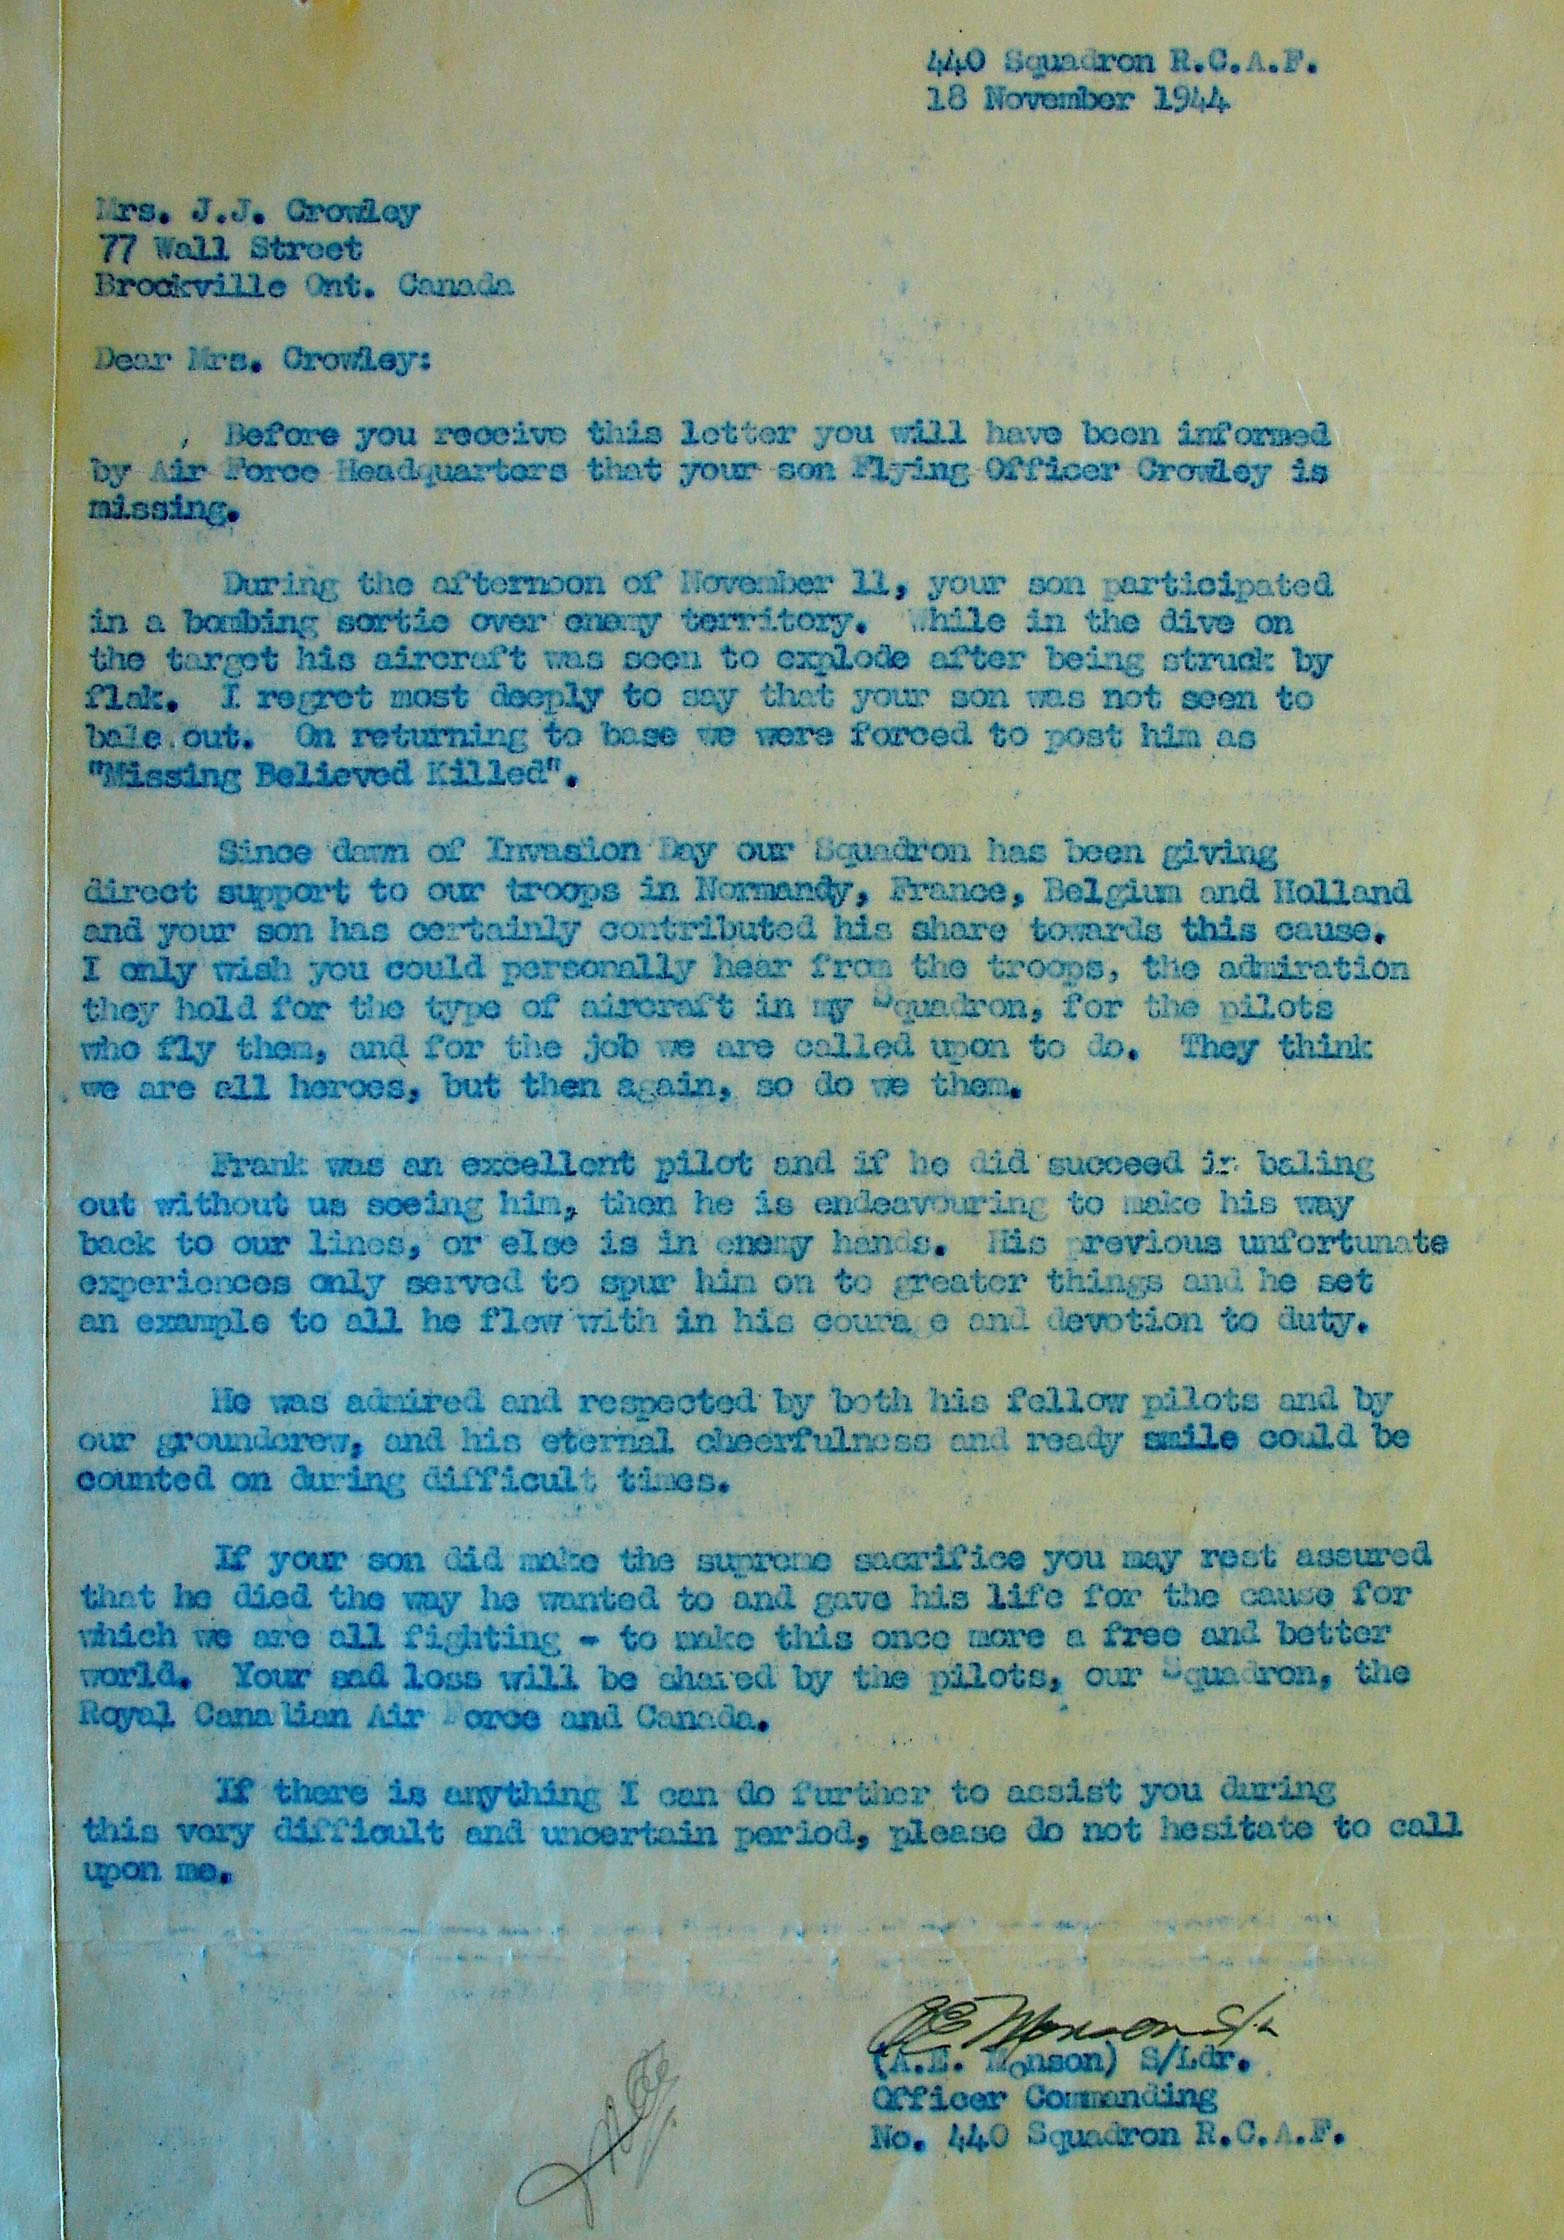 440 Squadron R.C.A.F.
18 November 1944
Mrs. J.J. Crowley
77 Wall Street
Brockville Ont. Canada
Dear Mrs. Crowley:
Before you receive this letter you will have been informed
by Air Force Headquarters that your son Flying Officer Crowley is
missing.
During the afternoon of November 11, your son participated
in a bombing sortie over enemy territory. While in the dive on
the target his aircraft was seen to explode after being struck by
flak. I regret most deeply to say that your son was not seen to
bale out. On returning to base we were forced to post him as
"Missing Believed Killed".
Since dawn of Invasion Day our Squadron has been giving
direct support to our troops in Normandy, France, Belgium and Holland
and your son has certainly contributed his share towards this cause.
I only wish you could personally hear from the troops, the admiration
they hold for the type of aircraft in my Squadron, for the pilots
who fly them, and for the job we are called upon to do. They think
we are all heroes, but then again, so do we them.
Frank was an excellent pilot and if he did succeed in baling
out without us seeing him, then he is endeavouring to make his way
back to our lines, or else is in enemy hands. His previous unfortunate
experiences only served to spur him on to greater things and he set
an example to all he flew with in his courage and devotion to duty.
He was admired and respected by both his fellow pilots and by
our groundcrew, and his eternal cheerfulness and ready smile could be
counted on during difficult times.
If your son did make the supreme sacrifice you may rest assured
that he died the way he wanted to and gave his life for the cause for
which we are all fighting - to make this once more a free and better
world. Your sad loss will be shared by the pilots, our Squadron, the
Royal Canadian Air Force and Canada.
If there is anything I can do further to assist you during
this very difficult and uncertain period, please do not hesitate to call
upon me.
AE Monson S/L
(A.E. Monson) S/Ldr.
Officer Commanding
No. 440 Squadron R.C.A.F.